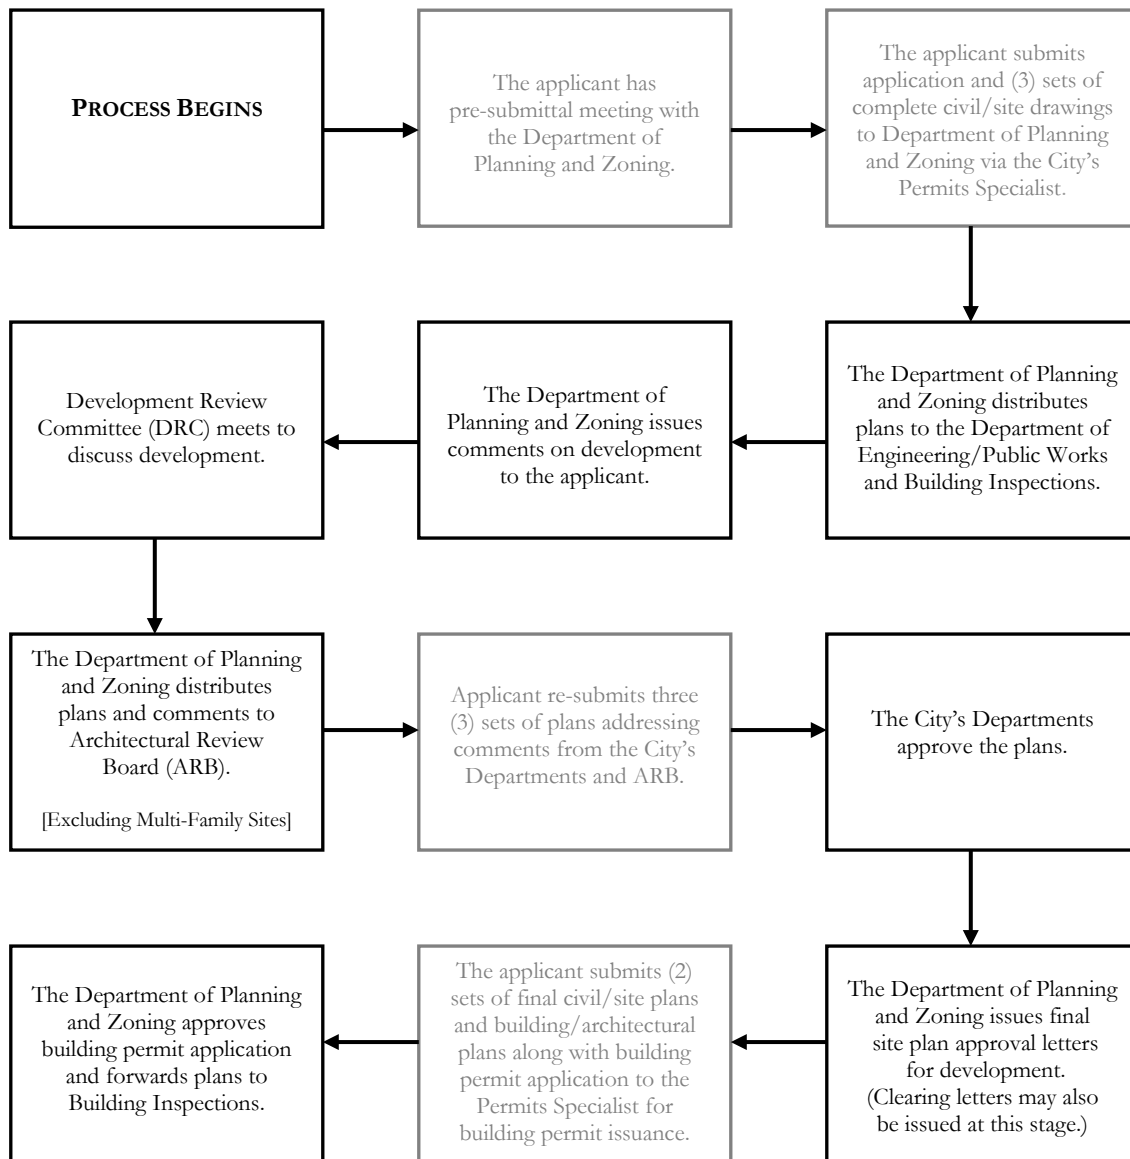 PROCESS BEGINS
The applicant has
pre-submittal meeting with
the Department of
Planning and Zoning.
The applicant submits
application and (3) sets of
complete civil/site drawings
to Department of Planning
and Zoning via the City's
Permits Specialist.
The Department of Planning
and Zoning distributes
plans to the Department of
Engineering/Public Works
and Building Inspections.
The Department of
Planning and Zoning issues
comments on development
to the applicant.
Development Review
Committee (DRC) meets to
discuss development.
The Department of Planning
and Zoning distributes
plans and comments to
Architectural Review
Board (ARB).
[Excluding Multi-Family Sites]
Applicant re-submits three
(3) sets of plans addressing
comments from the City's
Departments and ARB.
The City's Departments
approve the plans.
The Department of Planning
and Zoning issues final
site plan approval letters
for development.
(Clearing letters may also
be issued at this stage.)
The applicant submits (2)
sets of final civil/site plans
and building/architectural
plans along with building
permit application to the
Permits Specialist for
building permit issuance.
The Department of Planning
and Zoning approves
building permit application
and forwards plans to
Building Inspections.